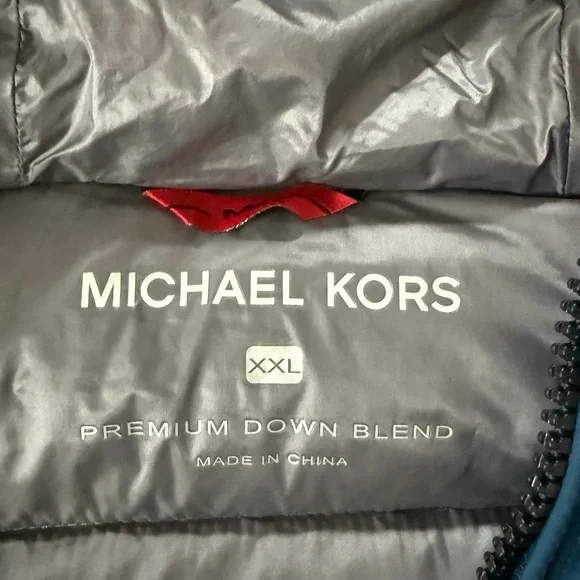 MICHAEL KORS
XXL
PREMIUM DOWN BLEND
MADE IN CHINA